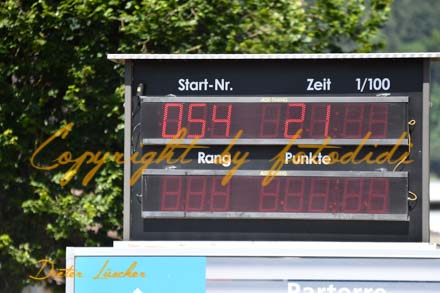 Start-Nr. Zeit 1/100
054 21
Copyright by fotodidi
Rang Punkte
Dieter Lüscher
Parterre